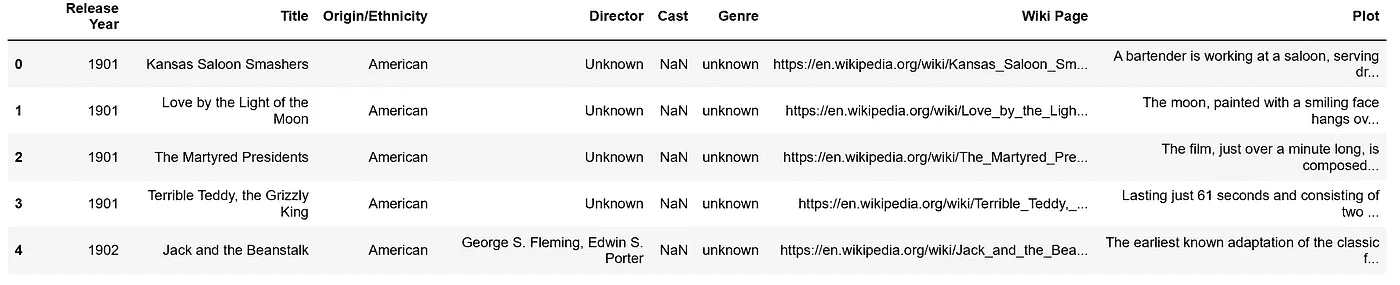 Release Year Title Origin/Ethnicity Director Cast Genre Wiki Page Plot
0 1901 Kansas Saloon Smashers American Unknown NaN unknown https://en.wikipedia.org/wiki/Kansas_Saloon_Sm... A bartender is working at a saloon, serving dr...
1 1901 Love by the Light of the Moon American Unknown NaN unknown https://en.wikipedia.org/wiki/Love_by_the_Ligh... The moon, painted with a smiling face hangs ov...
2 1901 The Martyred Presidents American Unknown NaN unknown https://en.wikipedia.org/wiki/The_Martyred_Pre... The film, just over a minute long, is composed...
3 1901 Terrible Teddy, the Grizzly King American Unknown NaN unknown https://en.wikipedia.org/wiki/Terrible_Teddy,_... Lasting just 61 seconds and consisting of two ...
4 1902 Jack and the Beanstalk American George S. Fleming, Edwin S. Porter NaN unknown https://en.wikipedia.org/wiki/Jack_and_the_Bea... The earliest known adaptation of the classic f...